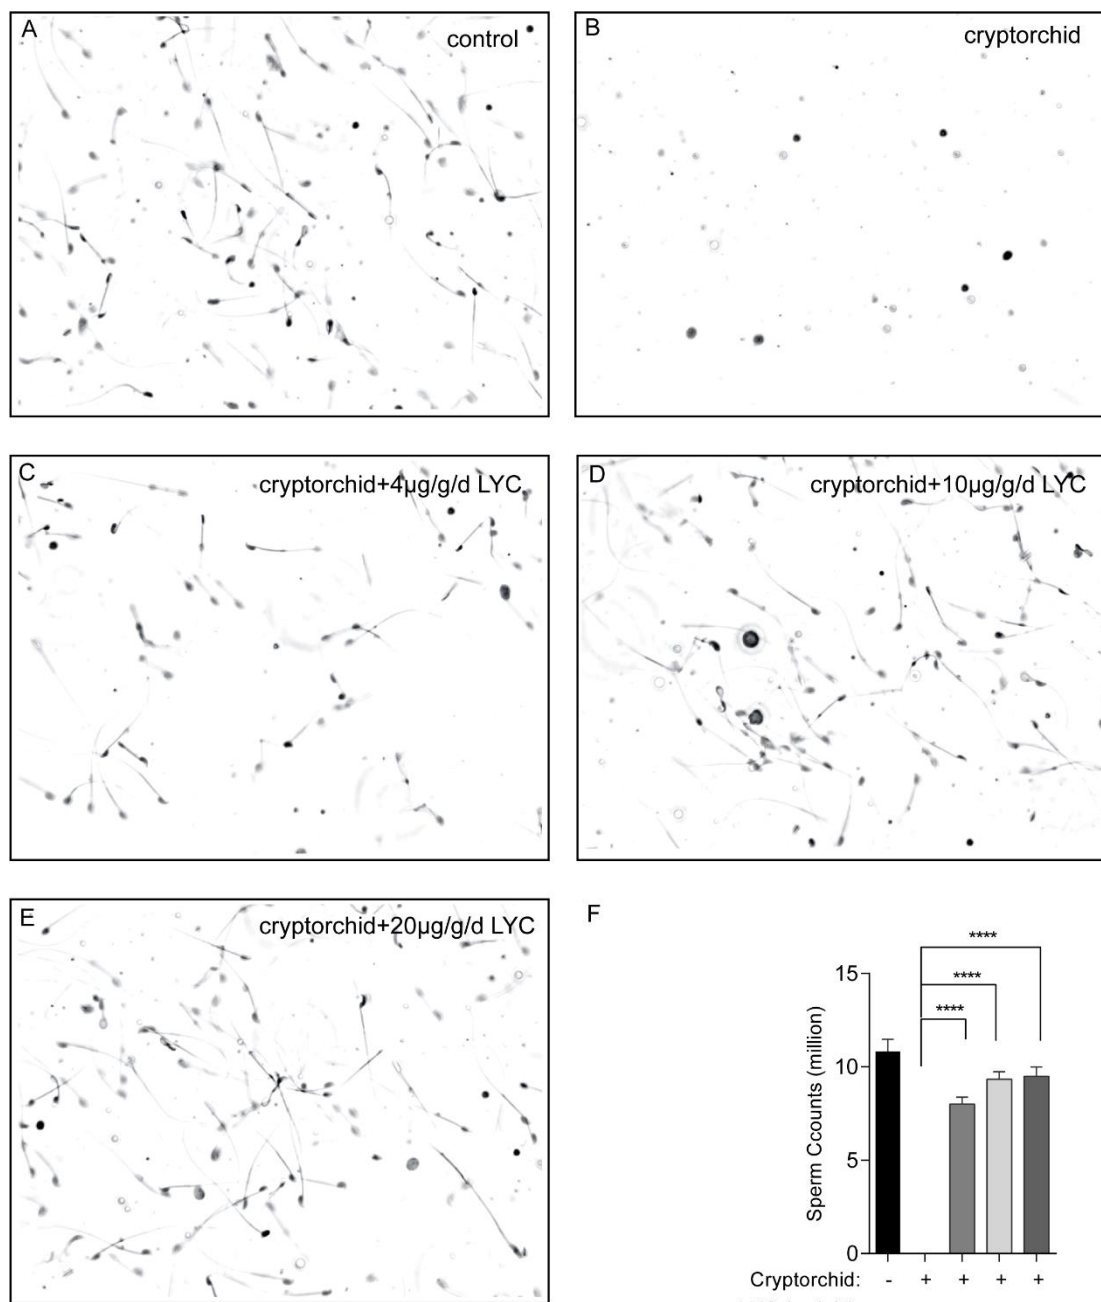 A
control
B
cryptorchid
C
cryptorchid+4µg/g/d LYC
D
cryptorchid+10µg/g/d LYC
E
cryptorchid+20µg/g/d LYC
F
****
****
****
15
10
5
0
Sperm Ccounts (million)
Cryptorchid: - + + + +